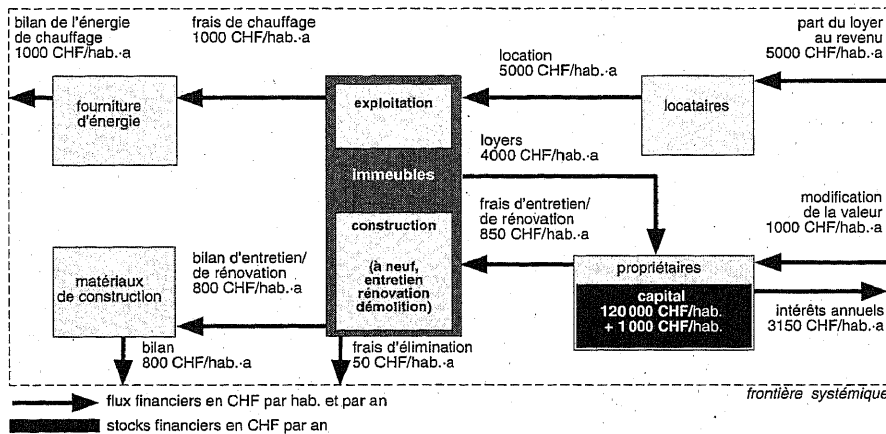 bilan de l'énergie
de chauffage
1000 CHF/hab.·a
frais de chauffage
1000 CHF/hab.·a
location
5000 CHF/hab.·a
part du loyer
au revenu
5000 CHF/hab.·a
fourniture
d'énergie
exploitation
locataires
loyers
4000 CHF/hab.·a
immeubles
frais d'entretien/
de rénovation
850 CHF/hab.·a
modification
de la valeur
1000 CHF/hab.·a
construction
(à neuf,
entretien
rénovation
démolition)
bilan d'entretien/
de rénovation
800 CHF/hab.·a
matériaux
de construction
propriétaires
capital
120 000 CHF/hab.
+ 1 000 CHF/hab.
intérêts annuels
3150 CHF/hab.·a
bilan
800 CHF/hab.·a
frais d'élimination
50 CHF/hab.·a
frontière systémique
flux financiers en CHF par hab. et par an
stocks financiers en CHF par an